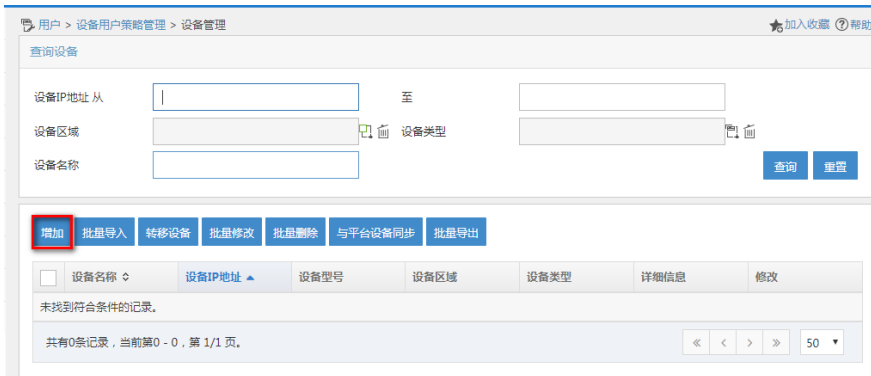 用户 > 设备用户策略管理 > 设备管理 加入收藏 帮助
查询设备
设备IP地址 从 至
设备区域 设备类型
设备名称 查询 重置
增加 批量导入 转移设备 批量修改 批量删除 与平台设备同步 批量导出
设备名称 设备IP地址 设备型号 设备区域 设备类型 详细信息 修改
未找到符合条件的记录。
共有0条记录，当前第0 - 0，第 1/1 页。 « < > » 50